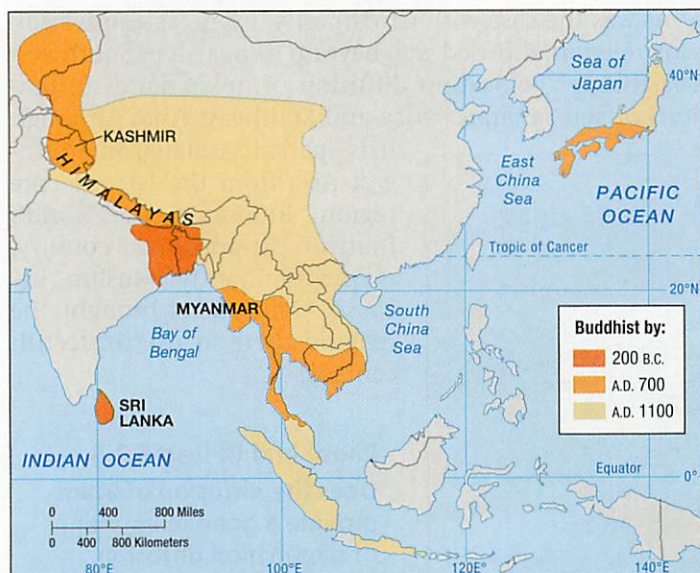 40°N
Sea of
Japan
KASHMIR
HIMALAYAS
East
China
Sea
PACIFIC
OCEAN
Tropic of Cancer
20°N
MYANMAR
South
China
Sea
Bay of
Bengal
Buddhist by:
200 B.C.
A.D. 700
A.D. 1100
SRI
LANKA
INDIAN OCEAN
Equator
0°
0 400 800 Miles
0 400 800 Kilometers
80°E
100°E
120°E
140°E